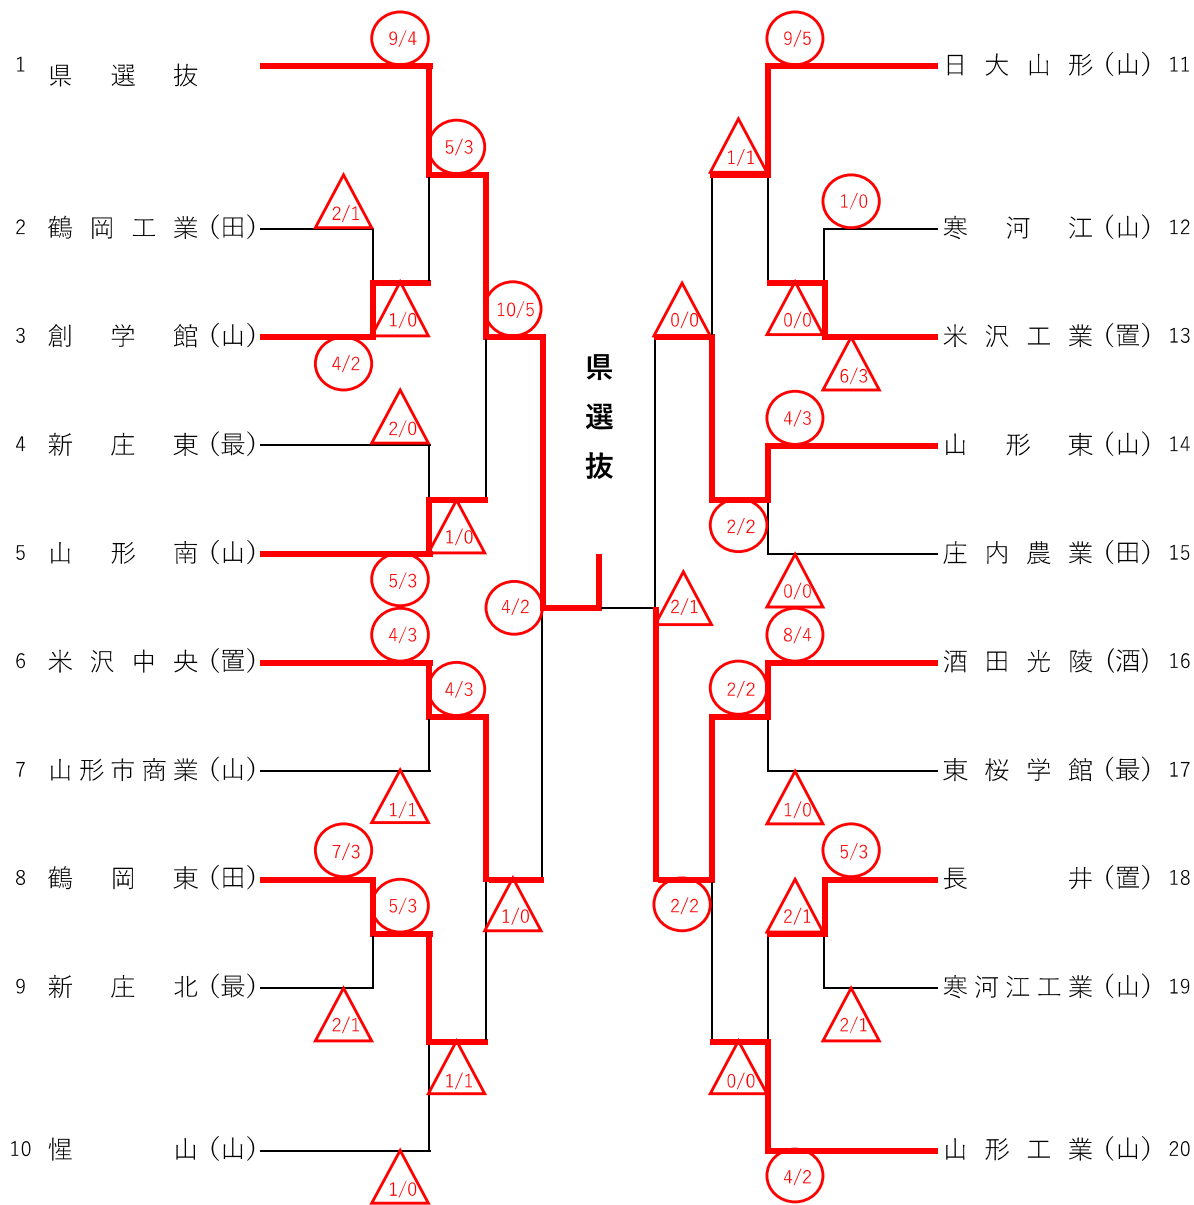 9/4
9/5
1 県選抜
日大山形(山) 11
5/3
1/1
2/1
1/0
2 鶴岡工業(田)
寒河江(山) 12
10/5
1/0
0/0
0/0
3 創学館(山)
米沢工業(置) 13
4/2
6/3
県選抜
2/0
4/3
4 新庄東(最)
山形東(山) 14
1/0
2/2
5 山形南(山)
庄内農業(田) 15
5/3
0/0
4/2
2/1
4/3
8/4
6 米沢中央(置)
酒田光陵(酒) 16
4/3
2/2
7 山形市商業(山)
東桜学館(最) 17
1/1
1/0
7/3
5/3
8 鶴岡東(田)
長井(置) 18
5/3
1/0
2/2
2/1
9 新庄北(最)
寒河江工業(山) 19
2/1
2/1
1/1
0/0
10 惺山(山)
山形工業(山) 20
1/0
4/2